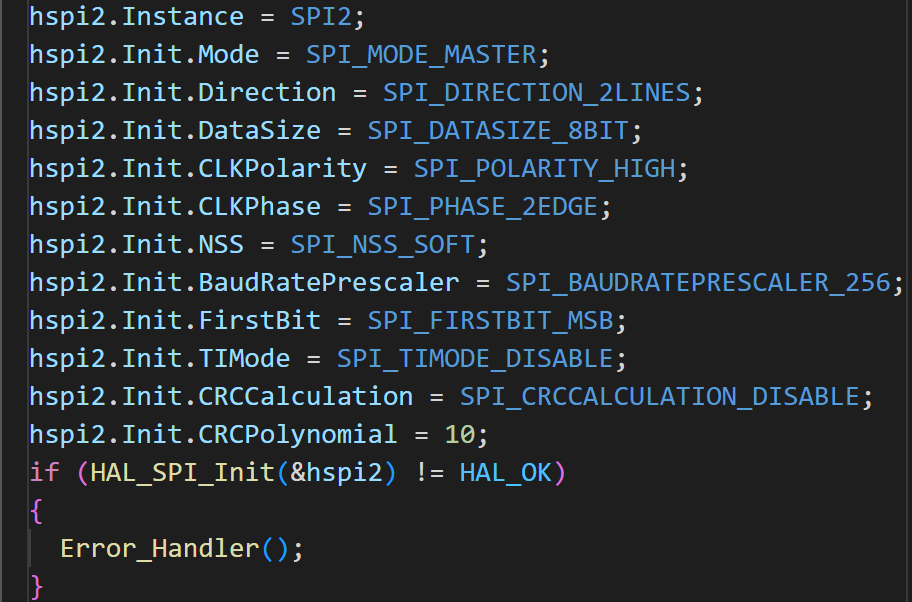 hspi2.Instance = SPI2;
hspi2.Init.Mode = SPI_MODE_MASTER;
hspi2.Init.Direction = SPI_DIRECTION_2LINES;
hspi2.Init.DataSize = SPI_DATASIZE_8BIT;
hspi2.Init.CLKPolarity = SPI_POLARITY_HIGH;
hspi2.Init.CLKPhase = SPI_PHASE_2EDGE;
hspi2.Init.NSS = SPI_NSS_SOFT;
hspi2.Init.BaudRatePrescaler = SPI_BAUDRATEPRESCALER_256;
hspi2.Init.FirstBit = SPI_FIRSTBIT_MSB;
hspi2.Init.TIMode = SPI_TIMODE_DISABLE;
hspi2.Init.CRCCalculation = SPI_CRCCALCULATION_DISABLE;
hspi2.Init.CRCPolynomial = 10;
if (HAL_SPI_Init(&hspi2) != HAL_OK)
{
  Error_Handler();
}